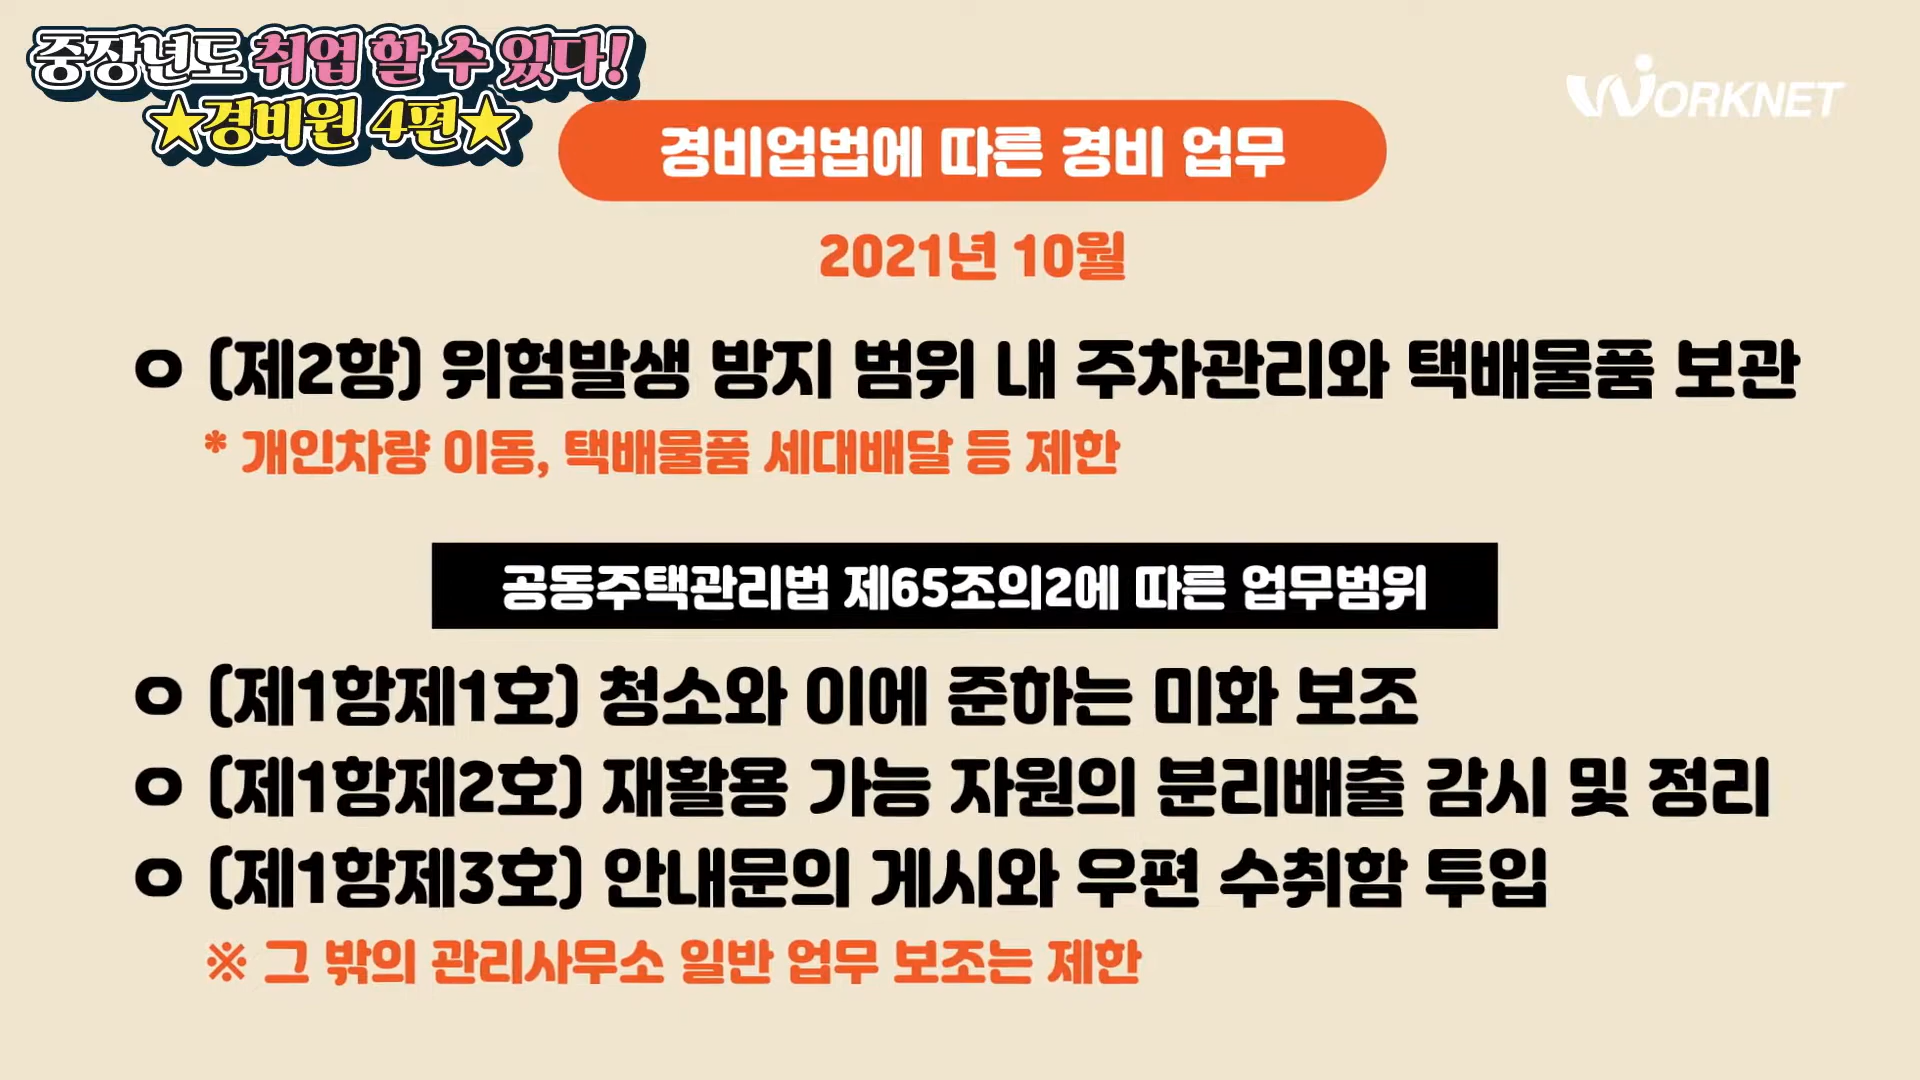 중장년도 취업 할 수 있다!
★경비원 4편★
WORKNET
경비업법에 따른 경비 업무
2021년 10월
ㅇ (제2항) 위험발생 방지 범위 내 주차관리와 택배물품 보관
* 개인차량 이동, 택배물품 세대배달 등 제한
공동주택관리법 제65조의2에 따른 업무범위
ㅇ (제1항제1호) 청소와 이에 준하는 미화 보조
ㅇ (제1항제2호) 재활용 가능 자원의 분리배출 감시 및 정리
ㅇ (제1항제3호) 안내문의 게시와 우편 수취함 투입
※ 그 밖의 관리사무소 일반 업무 보조는 제한